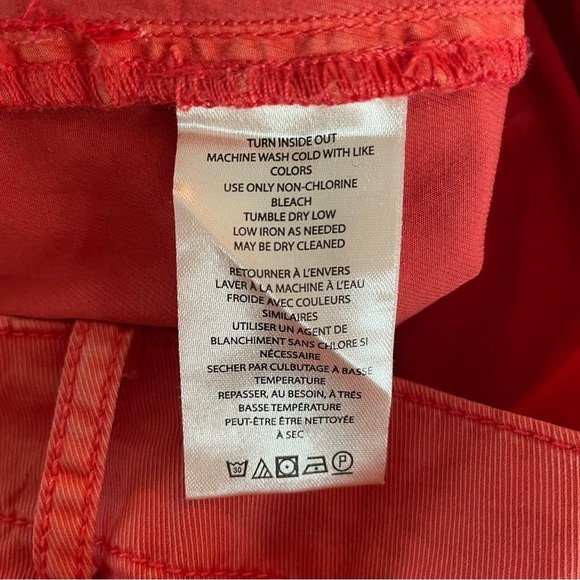 TURN INSIDE OUT
MACHINE WASH COLD WITH LIKE
COLORS
USE ONLY NON-CHLORINE
BLEACH
TUMBLE DRY LOW
LOW IRON AS NEEDED
MAY BE DRY CLEANED
RETOURNER À L'ENVERS
LAVER À LA MACHINE À L'EAU
FROIDE AVEC COULEURS
SIMILAIRES
UTILISER UN AGENT DE
BLANCHIMENT SANS CHLORE SI
NÉCESSAIRE
SECHER PAR CULBUTAGE À BASSE
TEMPERATURE
REPASSER, AU BESOIN, À TRÉS
BASSE TEMPÉRATURE
PEUT-ÊTRE ÊTRE NETTOYÉE
À SEC
30 P